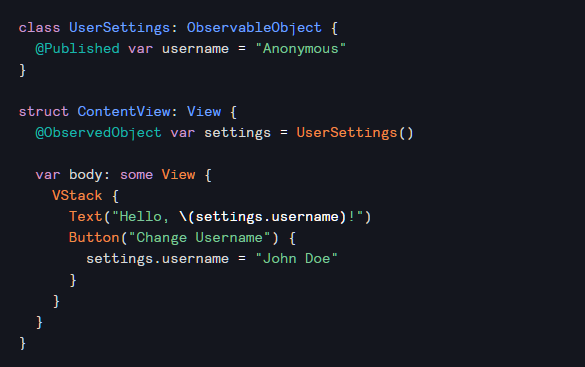 class UserSettings: ObservableObject {
  @Published var username = "Anonymous"
}

struct ContentView: View {
  @ObservedObject var settings = UserSettings()

  var body: some View {
    VStack {
      Text("Hello, \(settings.username)!")
      Button("Change Username") {
        settings.username = "John Doe"
      }
    }
  }
}